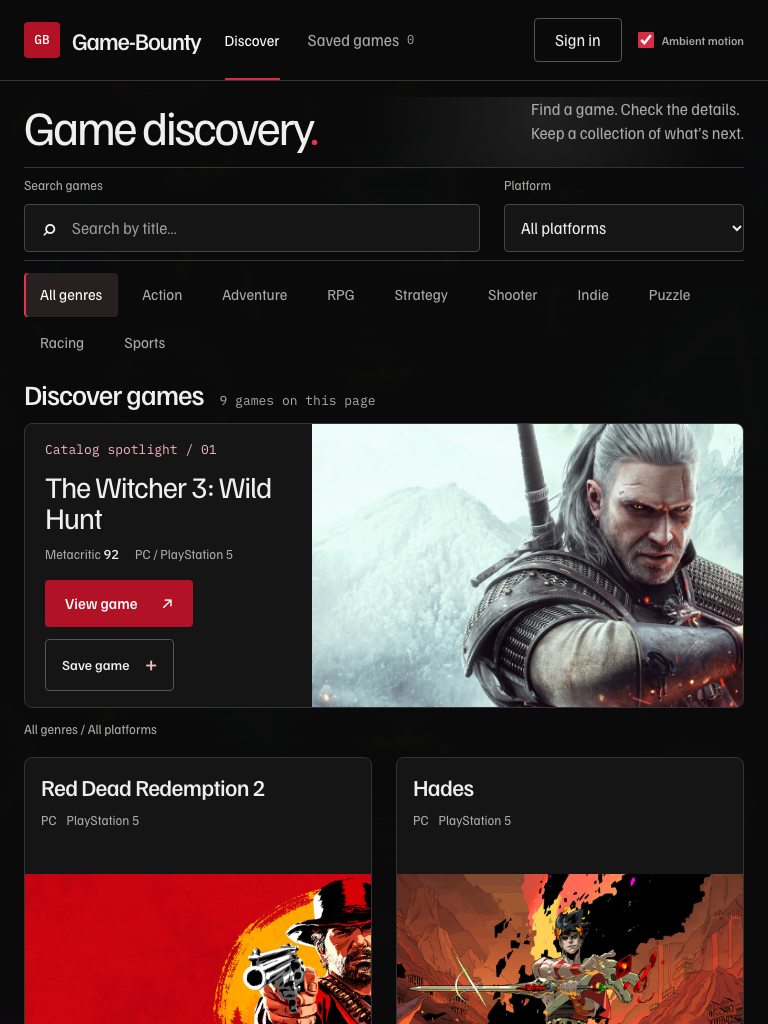 GB
Game-Bounty
Discover
Saved games 0
Sign in
Ambient motion
Game discovery.
Find a game. Check the details.
Keep a collection of what's next.
Search games
Platform
Search by title...
All platforms
All genres
Action
Adventure
RPG
Strategy
Shooter
Indie
Puzzle
Racing
Sports
Discover games
9 games on this page
Catalog spotlight / 01
The Witcher 3: Wild
Hunt
Metacritic 92
PC / PlayStation 5
View game
Save game +
All genres / All platforms
Red Dead Redemption 2
PC PlayStation 5
Hades
PC PlayStation 5